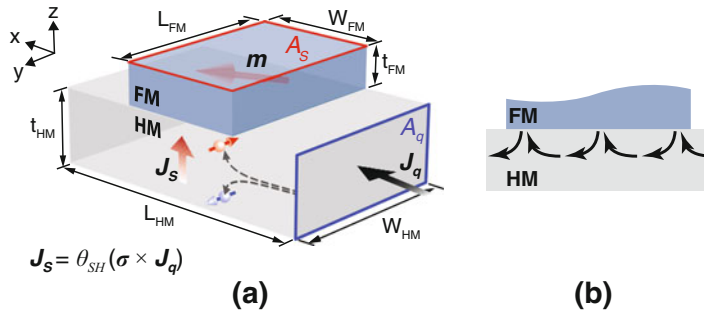 z
x
y
L_FM
W_FM
A_S
m
t_FM
FM
HM
t_HM
A_q
J_S
J_q
L_HM
W_HM
J_S = θ_SH (σ × J_q)
(a)
FM
HM
(b)